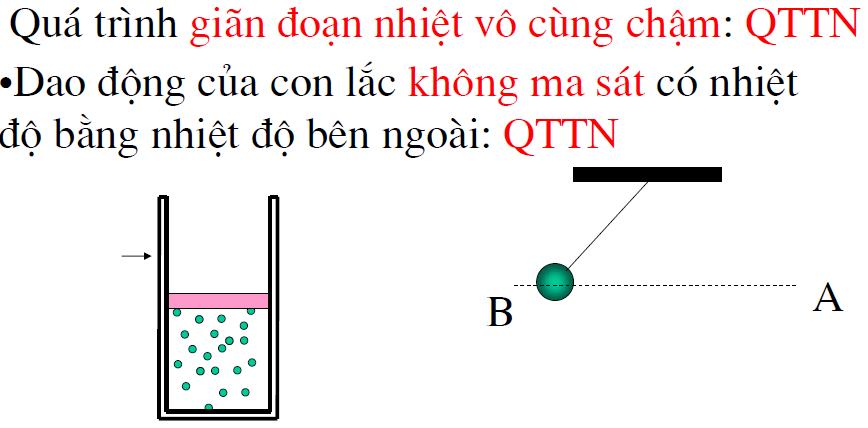 Quá trình giãn đoạn nhiệt vô cùng chậm: QTTN
•Dao động của con lắc không ma sát có nhiệt
độ bằng nhiệt độ bên ngoài: QTTN
B
A